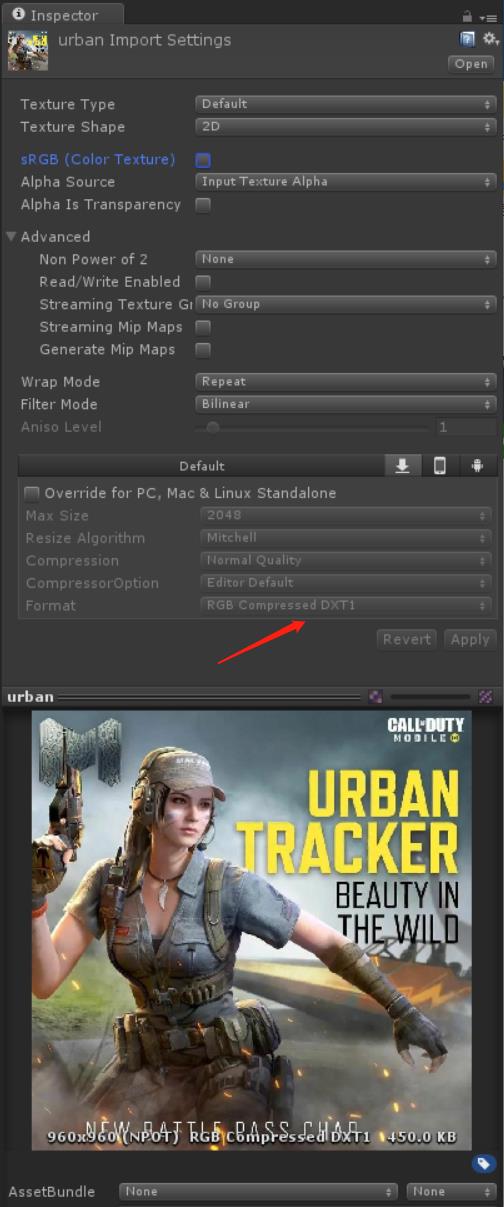 Inspector
urban Import Settings
Open
Texture Type Default
Texture Shape 2D
sRGB (Color Texture)
Alpha Source Input Texture Alpha
Alpha Is Transparency
Advanced
Non Power of 2 None
Read/Write Enabled
Streaming Texture Gr No Group
Streaming Mip Maps
Generate Mip Maps
Wrap Mode Repeat
Filter Mode Bilinear
Aniso Level 1
Default
Override for PC, Mac & Linux Standalone
Max Size 2048
Resize Algorithm Mitchell
Compression Normal Quality
CompressorOption Editor Default
Format RGB Compressed DXT1
Revert Apply
urban
CALL OF DUTY
MOBILE
URBAN
TRACKER
BEAUTY IN
THE WILD
NEW BATTLE PASS CHAR
960x960 (NPOT) RGB Compressed DXT1 450.0 KB
AssetBundle None None